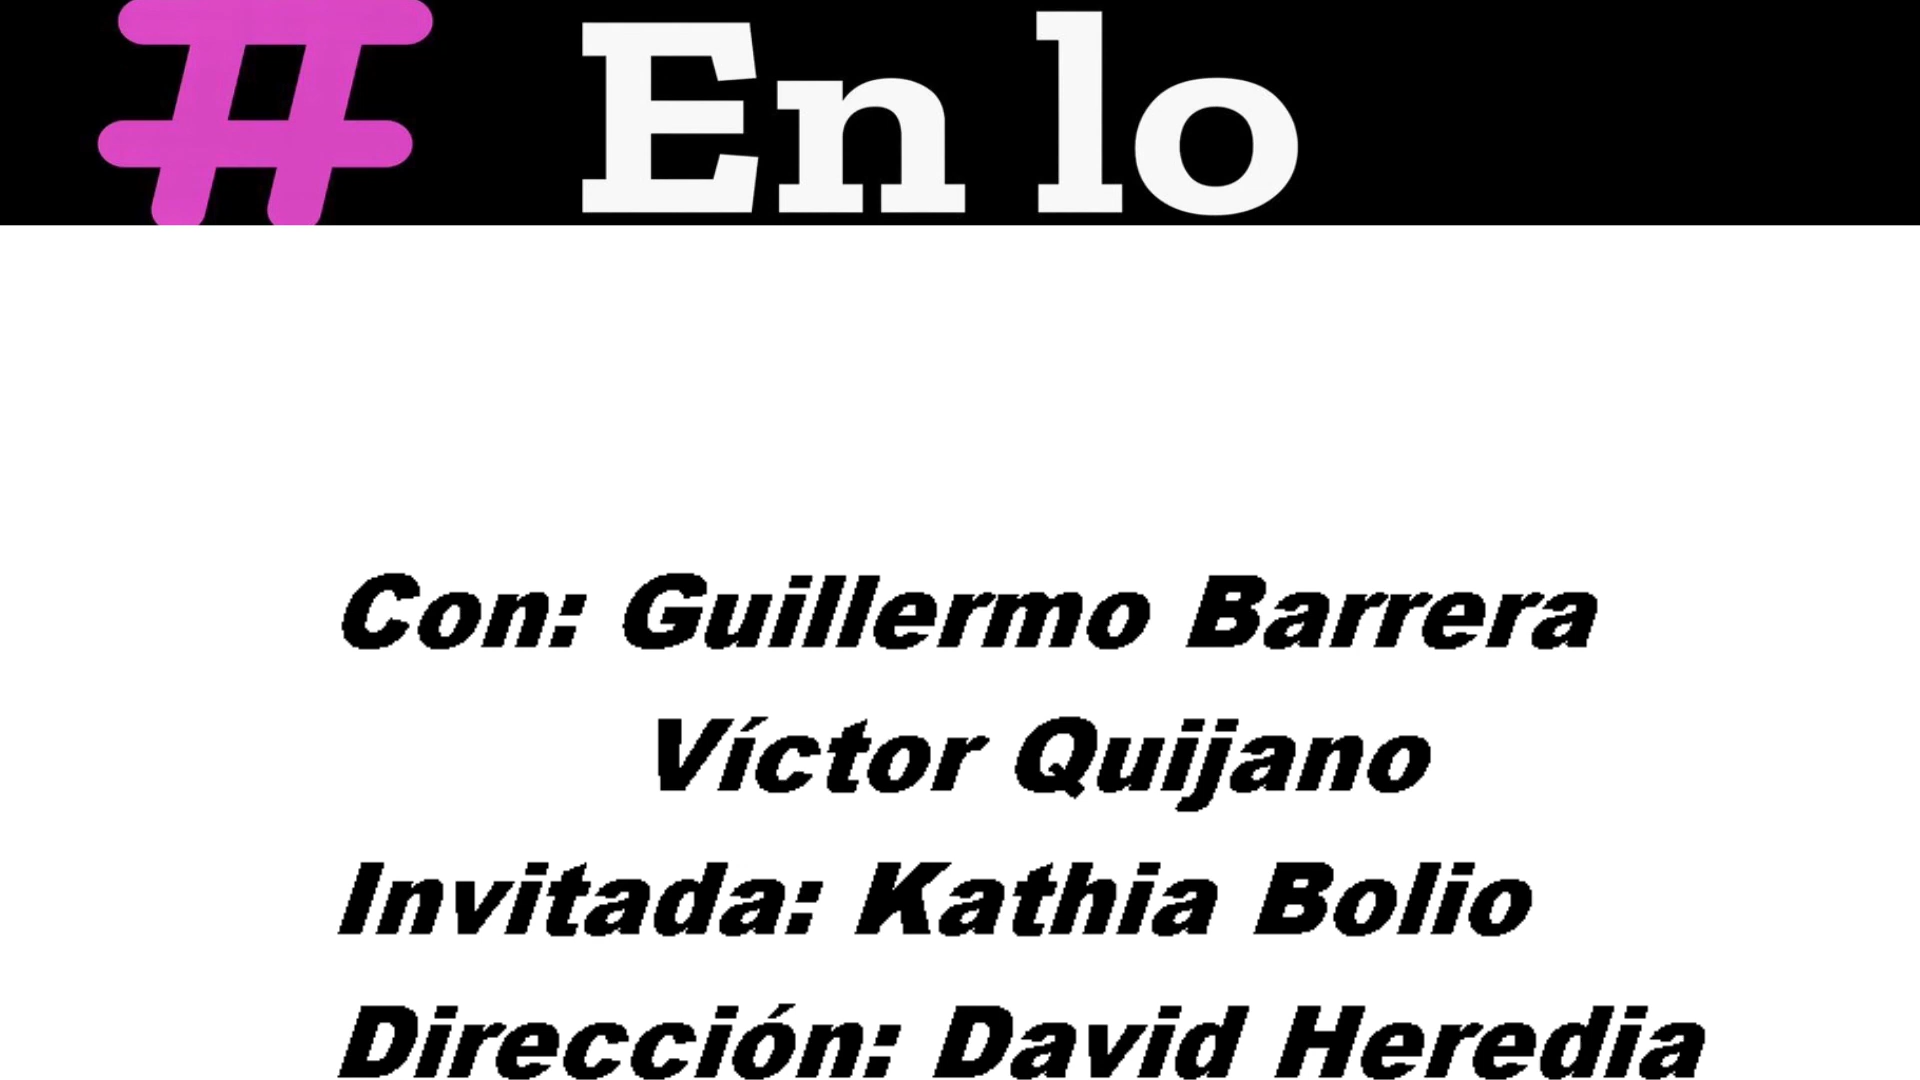 # En lo
Con: Guillermo Barrera
Víctor Quijano
Invitada: Kathia Bolio
Dirección: David Heredia